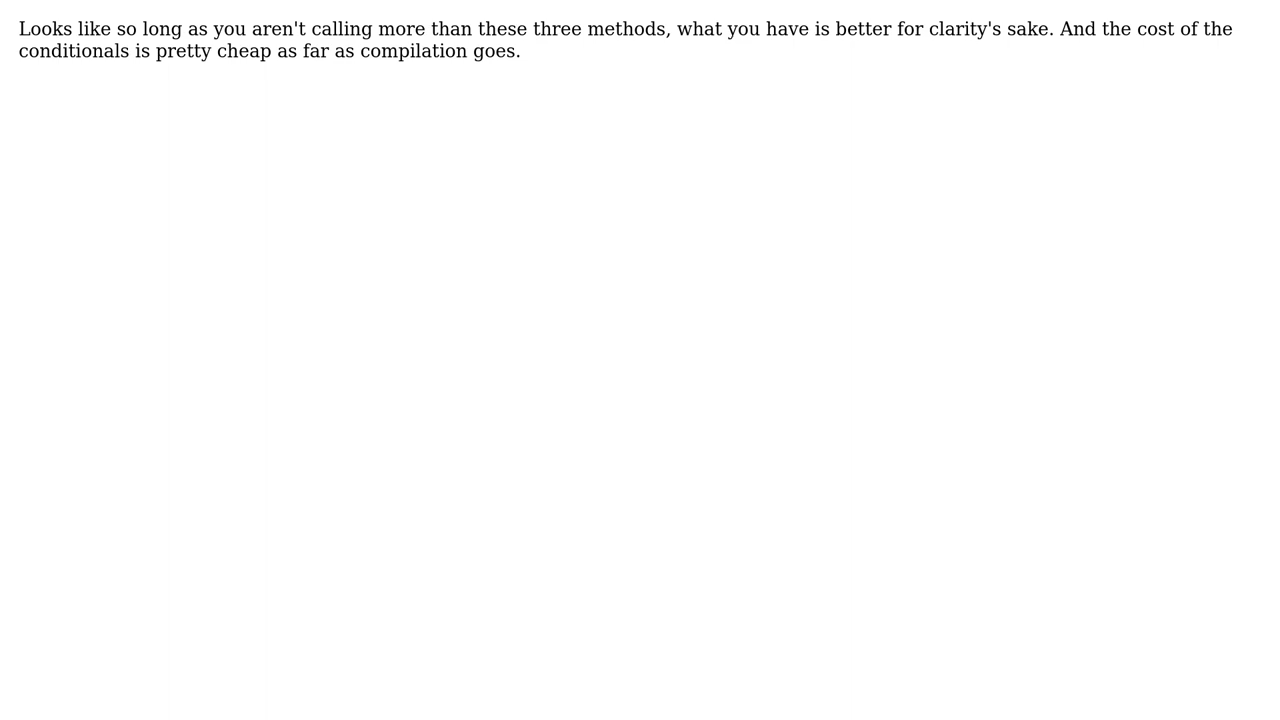 Looks like so long as you aren't calling more than these three methods, what you have is better for clarity's sake. And the cost of the
conditionals is pretty cheap as far as compilation goes.